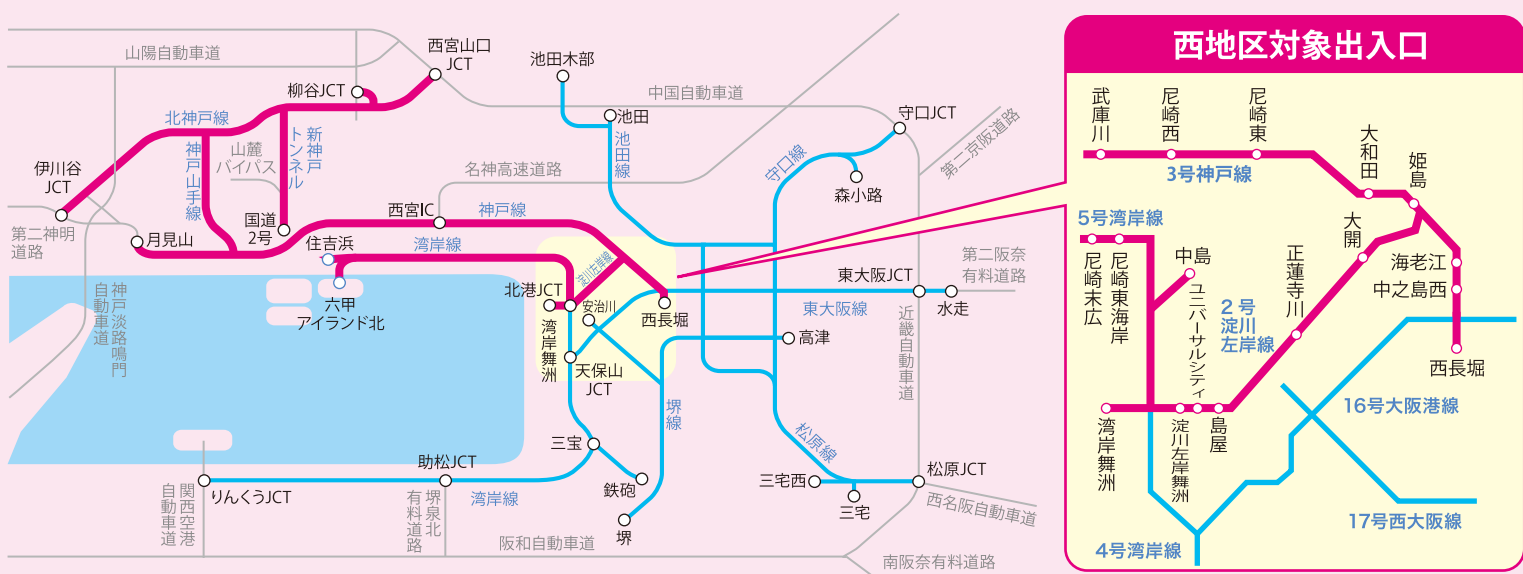 山陽自動車道
西宮山口
JCT
柳谷JCT
北神戸線
新神戸
トンネル
神戸山手線
山麓
バイパス
伊川谷
JCT
第二神明
道路
月見山
国道
2号
住吉浜
湾岸線
六甲
アイランド北
神戸淡路鳴門
自動車道
西宮IC
神戸線
名神高速道路
池田木部
池田
池田線
中国自動車道
守口JCT
守口線
森小路
第二京阪道路
淀川左岸線
北港JCT
安治川
湾岸舞洲
天保山
JCT
西長堀
東大阪線
東大阪JCT
水走
第二阪奈
有料道路
高津
近畿自動車道
堺線
松原線
三宝
鉄砲
堺
助松JCT
りんくうJCT
湾岸線
関西空港
自動車道
堺泉北
有料道路
阪和自動車道
三宅西
三宅
松原JCT
西名阪自動車道
南阪奈有料道路
西地区対象出入口
武庫川
尼崎西
尼崎東
大和田
姫島
3号神戸線
5号湾岸線
尼崎末広
尼崎東海岸
中島
ユニバーサルシティ
2号
淀川
左岸線
正蓮寺川
大開
海老江
中之島西
西長堀
湾岸舞洲
淀川左岸舞洲
島屋
16号大阪港線
17号西大阪線
4号湾岸線